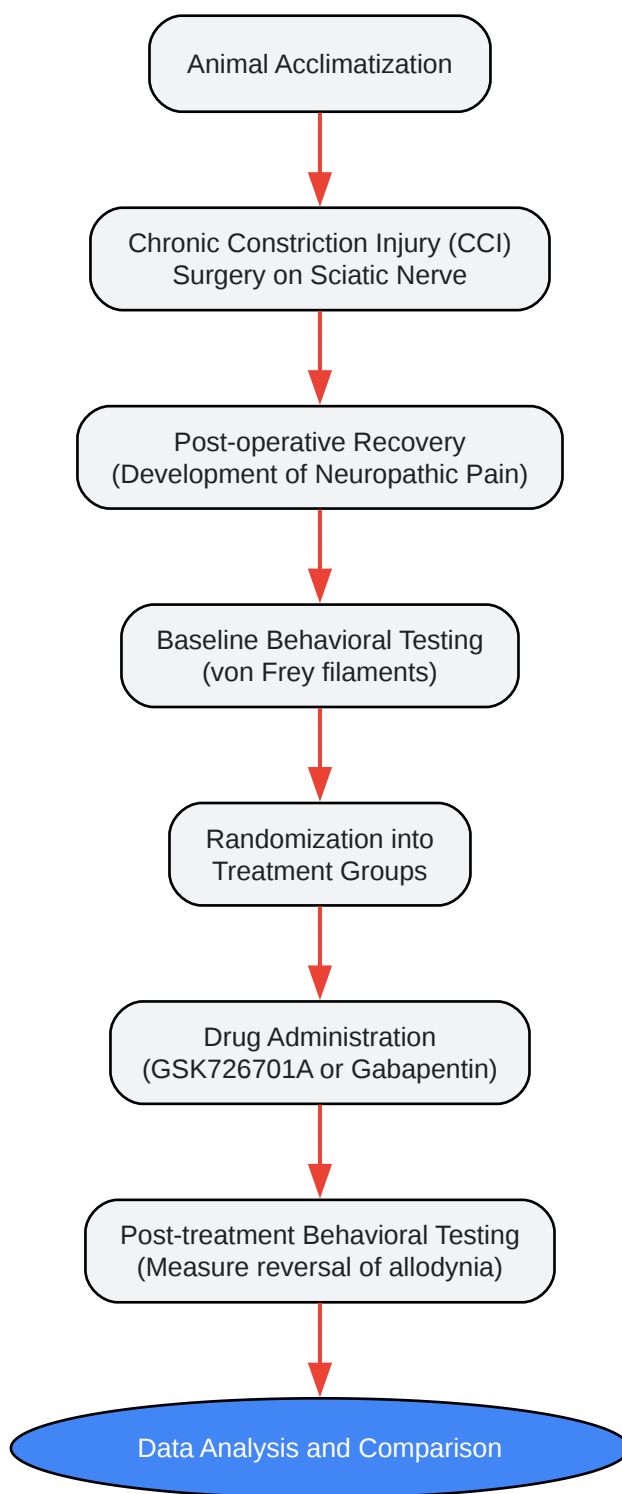 Animal Acclimatization
Chronic Constriction Injury (CCI)
Surgery on Sciatic Nerve
Post-operative Recovery
(Development of Neuropathic Pain)
Baseline Behavioral Testing
(von Frey filaments)
Randomization into
Treatment Groups
Drug Administration
(GSK726701A or Gabapentin)
Post-treatment Behavioral Testing
(Measure reversal of allodynia)
Data Analysis and Comparison